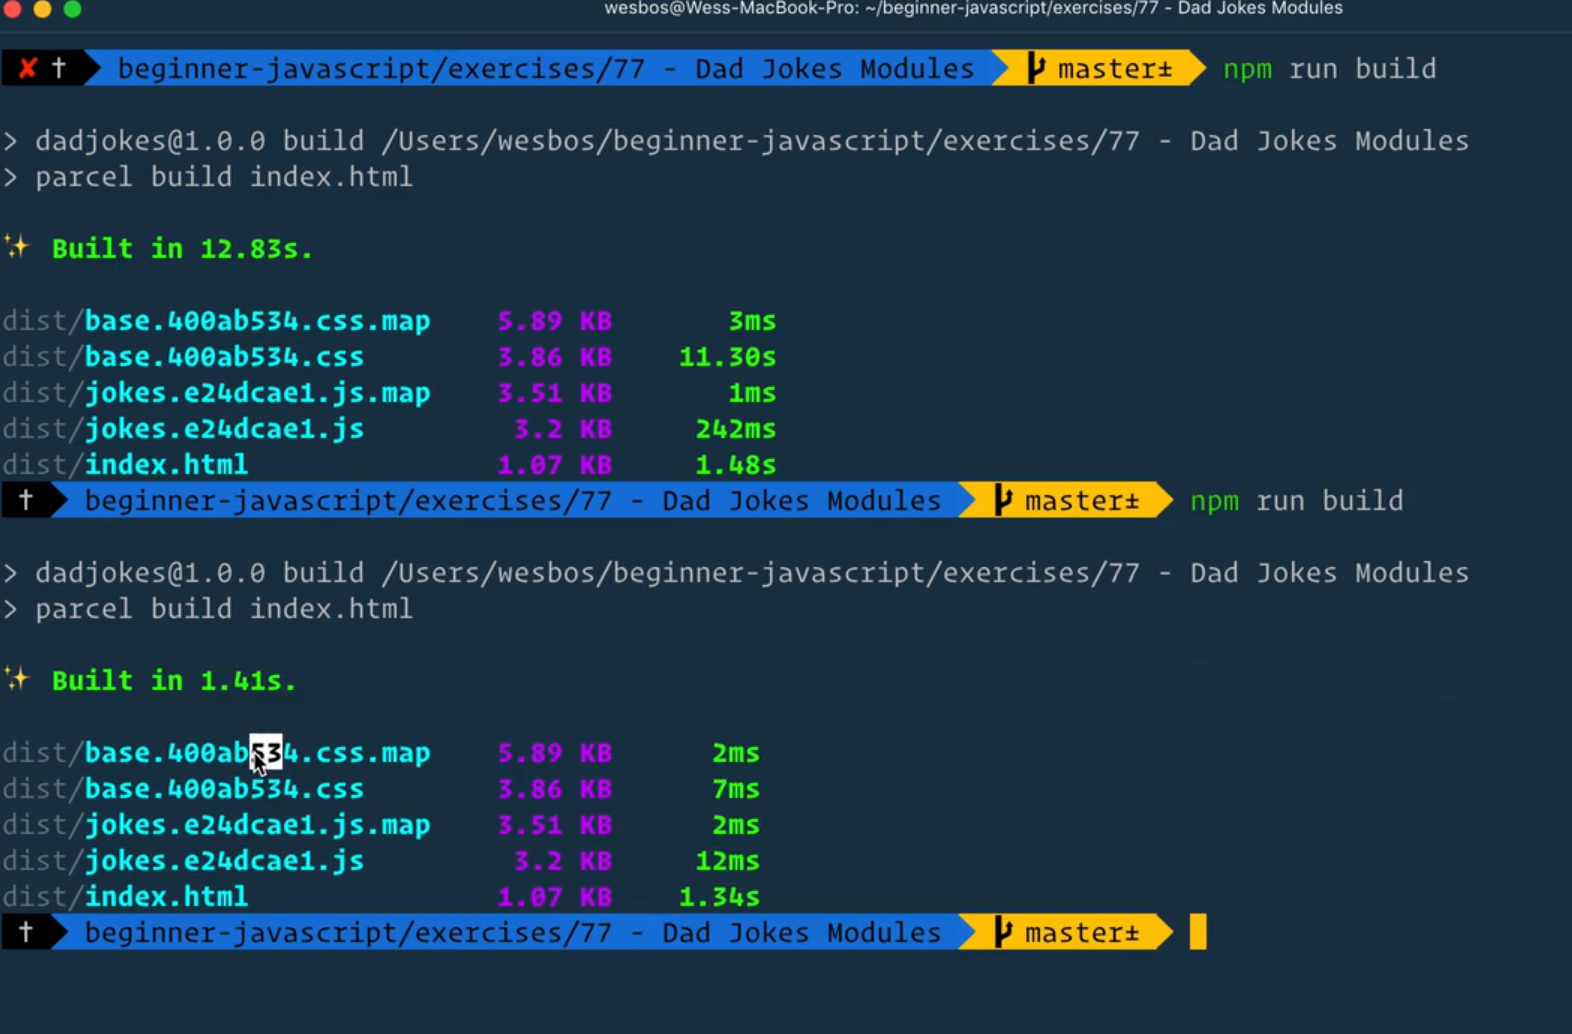 wesbos@Wess-MacBook-Pro: ~/beginner-javascript/exercises/77 - Dad Jokes Modules
✘ † beginner-javascript/exercises/77 - Dad Jokes Modules master± npm run build
> dadjokes@1.0.0 build /Users/wesbos/beginner-javascript/exercises/77 - Dad Jokes Modules
> parcel build index.html
✨ Built in 12.83s.
dist/base.400ab534.css.map 5.89 KB 3ms
dist/base.400ab534.css 3.86 KB 11.30s
dist/jokes.e24dcae1.js.map 3.51 KB 1ms
dist/jokes.e24dcae1.js 3.2 KB 242ms
dist/index.html 1.07 KB 1.48s
† beginner-javascript/exercises/77 - Dad Jokes Modules master± npm run build
> dadjokes@1.0.0 build /Users/wesbos/beginner-javascript/exercises/77 - Dad Jokes Modules
> parcel build index.html
✨ Built in 1.41s.
dist/base.400ab534.css.map 5.89 KB 2ms
dist/base.400ab534.css 3.86 KB 7ms
dist/jokes.e24dcae1.js.map 3.51 KB 2ms
dist/jokes.e24dcae1.js 3.2 KB 12ms
dist/index.html 1.07 KB 1.34s
† beginner-javascript/exercises/77 - Dad Jokes Modules master±